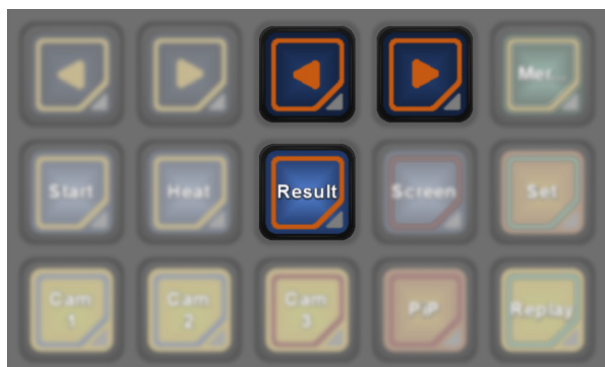 Mer...
Start
Heat
Result
Screen
Set
Cam
1
Cam
2
Cam
3
PiP
Replay